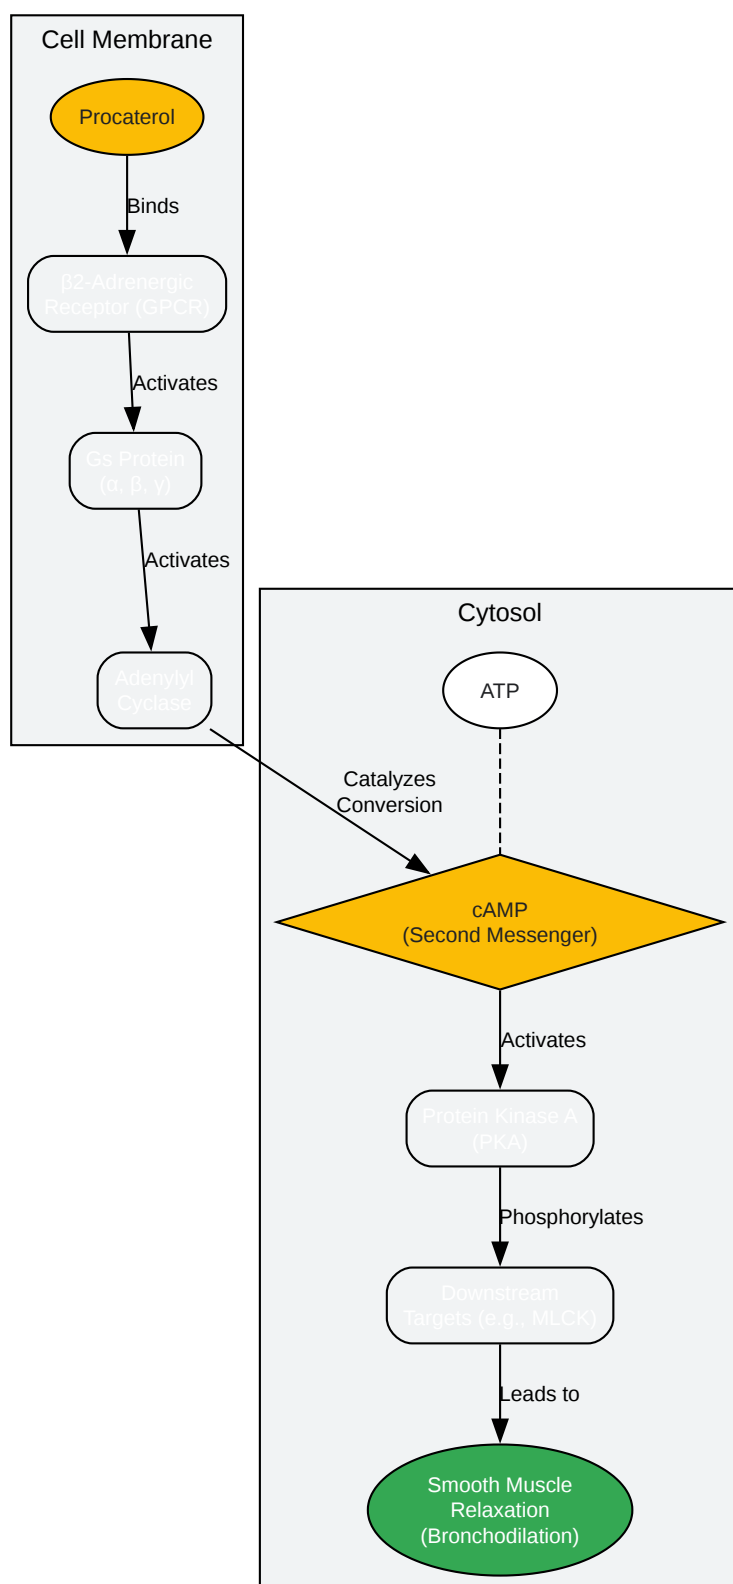 Cell Membrane
Procaterol
Binds
β2-Adrenergic
Receptor (GPCR)
Activates
Gs Protein
(α, β, γ)
Activates
Adenylyl
Cyclase
Cytosol
ATP
Catalyzes
Conversion
cAMP
(Second Messenger)
Activates
Protein Kinase A
(PKA)
Phosphorylates
Downstream
Targets (e.g., MLCK)
Leads to
Smooth Muscle
Relaxation
(Bronchodilation)